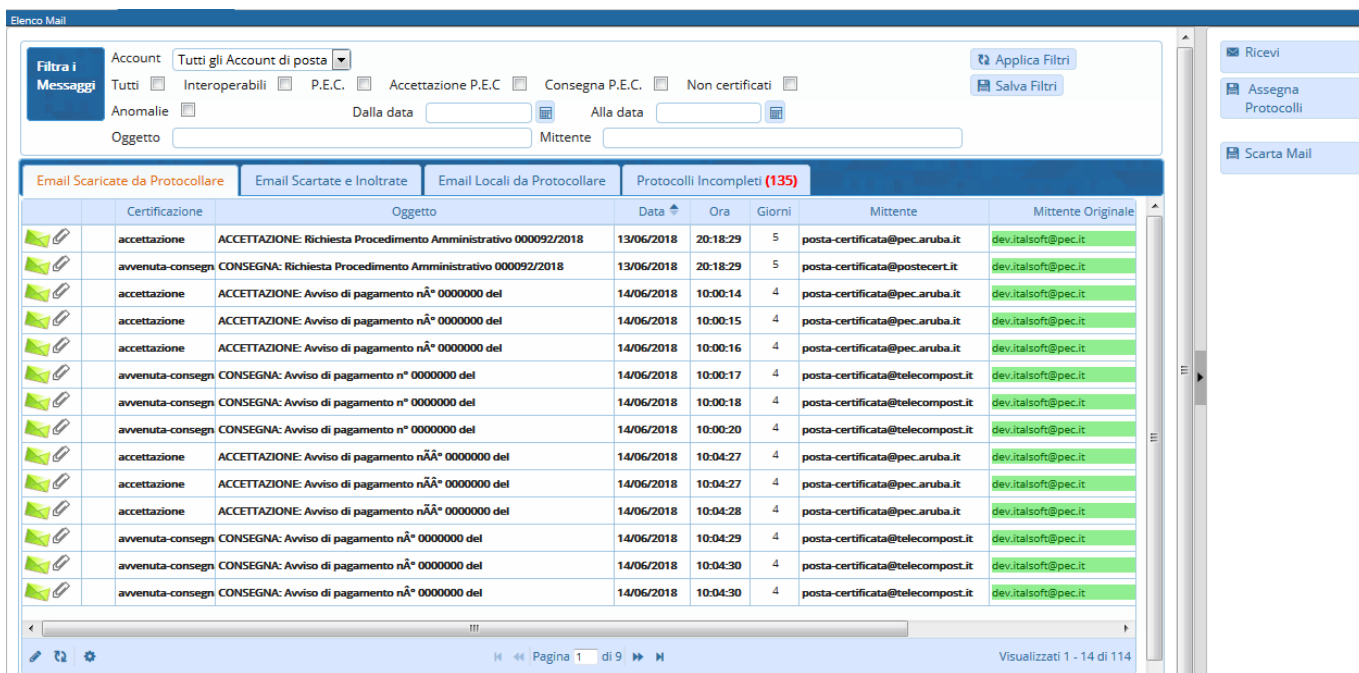 Elenco Mail
Filtra i Messaggi
Account Tutti gli Account di posta
Applica Filtri
Tutti Interoperabili P.E.C. Accettazione P.E.C Consegna P.E.C. Non certificati
Salva Filtri
Anomalie Dalla data Alla data
Oggetto Mittente
Ricevi
Assegna Protocolli
Scarta Mail
Email Scaricate da Protocollare Email Scartate e Inoltrate Email Locali da Protocollare Protocolli Incompleti (135)
Certificazione Oggetto Data Ora Giorni Mittente Mittente Originale
accettazione ACCETTAZIONE: Richiesta Procedimento Amministrativo 000092/2018 13/06/2018 20:18:29 5 posta-certificata@pec.aruba.it dev.italsoft@pec.it
avvenuta-consegn CONSEGNA: Richiesta Procedimento Amministrativo 000092/2018 13/06/2018 20:18:29 5 posta-certificata@postecert.it dev.italsoft@pec.it
accettazione ACCETTAZIONE: Avviso di pagamento nÂº 0000000 del 14/06/2018 10:00:14 4 posta-certificata@pec.aruba.it dev.italsoft@pec.it
accettazione ACCETTAZIONE: Avviso di pagamento nÂº 0000000 del 14/06/2018 10:00:15 4 posta-certificata@pec.aruba.it dev.italsoft@pec.it
accettazione ACCETTAZIONE: Avviso di pagamento nÂº 0000000 del 14/06/2018 10:00:16 4 posta-certificata@pec.aruba.it dev.italsoft@pec.it
avvenuta-consegn CONSEGNA: Avviso di pagamento nº 0000000 del 14/06/2018 10:00:17 4 posta-certificata@telecompost.it dev.italsoft@pec.it
avvenuta-consegn CONSEGNA: Avviso di pagamento nº 0000000 del 14/06/2018 10:00:18 4 posta-certificata@telecompost.it dev.italsoft@pec.it
avvenuta-consegn CONSEGNA: Avviso di pagamento nº 0000000 del 14/06/2018 10:00:20 4 posta-certificata@telecompost.it dev.italsoft@pec.it
accettazione ACCETTAZIONE: Avviso di pagamento nÃÂº 0000000 del 14/06/2018 10:04:27 4 posta-certificata@pec.aruba.it dev.italsoft@pec.it
accettazione ACCETTAZIONE: Avviso di pagamento nÃÂº 0000000 del 14/06/2018 10:04:27 4 posta-certificata@pec.aruba.it dev.italsoft@pec.it
accettazione ACCETTAZIONE: Avviso di pagamento nÃÂº 0000000 del 14/06/2018 10:04:28 4 posta-certificata@pec.aruba.it dev.italsoft@pec.it
avvenuta-consegn CONSEGNA: Avviso di pagamento nÂº 0000000 del 14/06/2018 10:04:29 4 posta-certificata@telecompost.it dev.italsoft@pec.it
avvenuta-consegn CONSEGNA: Avviso di pagamento nÂº 0000000 del 14/06/2018 10:04:30 4 posta-certificata@telecompost.it dev.italsoft@pec.it
avvenuta-consegn CONSEGNA: Avviso di pagamento nÂº 0000000 del 14/06/2018 10:04:30 4 posta-certificata@telecompost.it dev.italsoft@pec.it
Pagina 1 di 9 Visualizzati 1 - 14 di 114